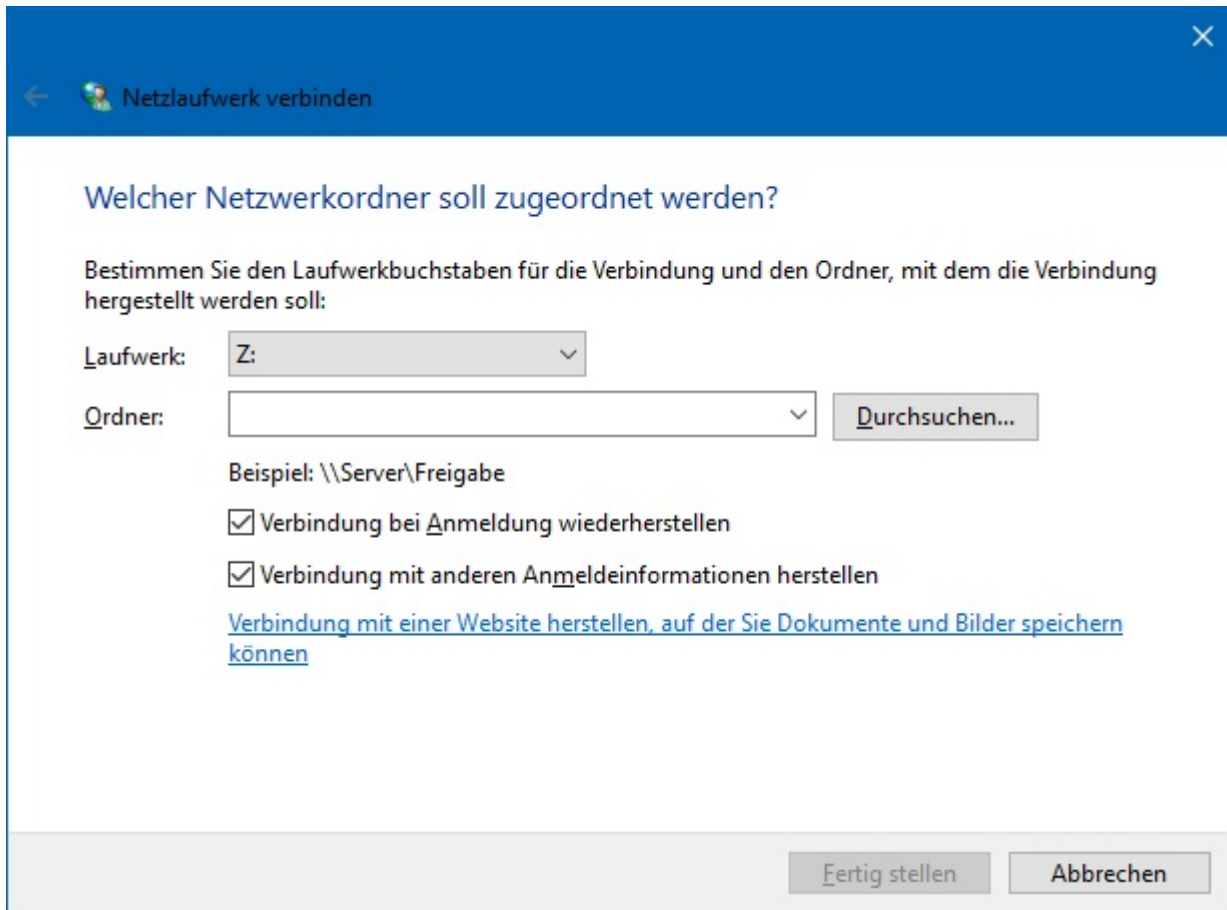 Netzlaufwerk verbinden
Welcher Netzwerkordner soll zugeordnet werden?
Bestimmen Sie den Laufwerkbuchstaben für die Verbindung und den Ordner, mit dem die Verbindung
hergestellt werden soll:
Laufwerk: Z:
Ordner: Durchsuchen...
Beispiel: \\Server\Freigabe
Verbindung bei Anmeldung wiederherstellen
Verbindung mit anderen Anmeldeinformationen herstellen
Verbindung mit einer Website herstellen, auf der Sie Dokumente und Bilder speichern
können
Fertig stellen Abbrechen